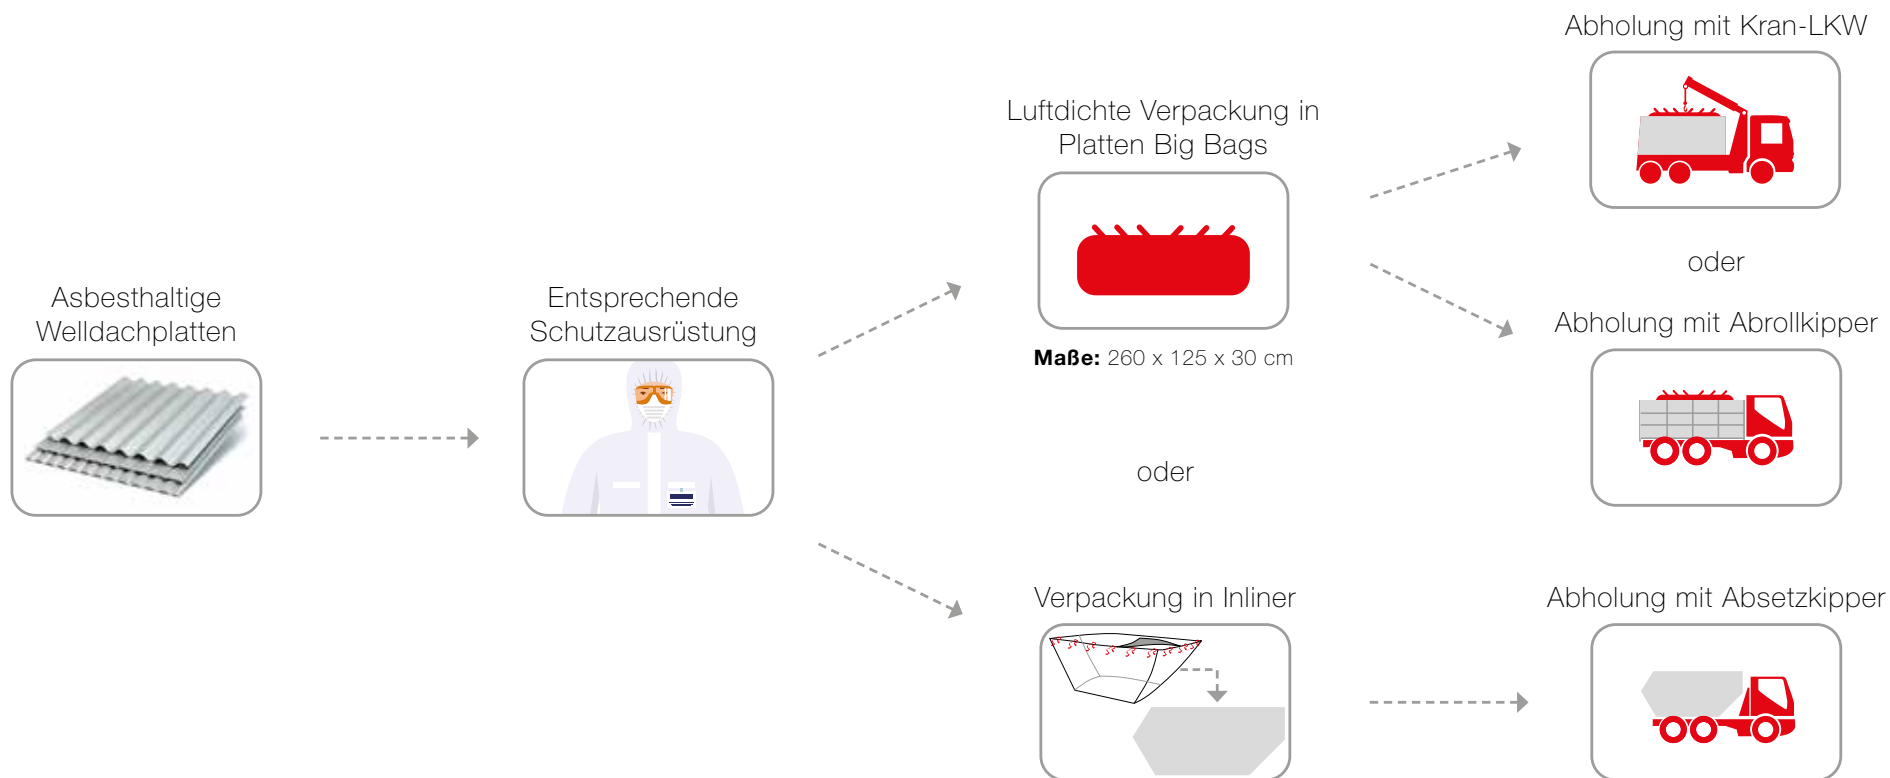 Asbesthaltige
Welldachplatten
Entsprechende
Schutzausrüstung
Luftdichte Verpackung in
Platten Big Bags
Maße: 260 x 125 x 30 cm
oder
Verpackung in Inliner
Abholung mit Kran-LKW
oder
Abholung mit Abrollkipper
Abholung mit Absetzkipper